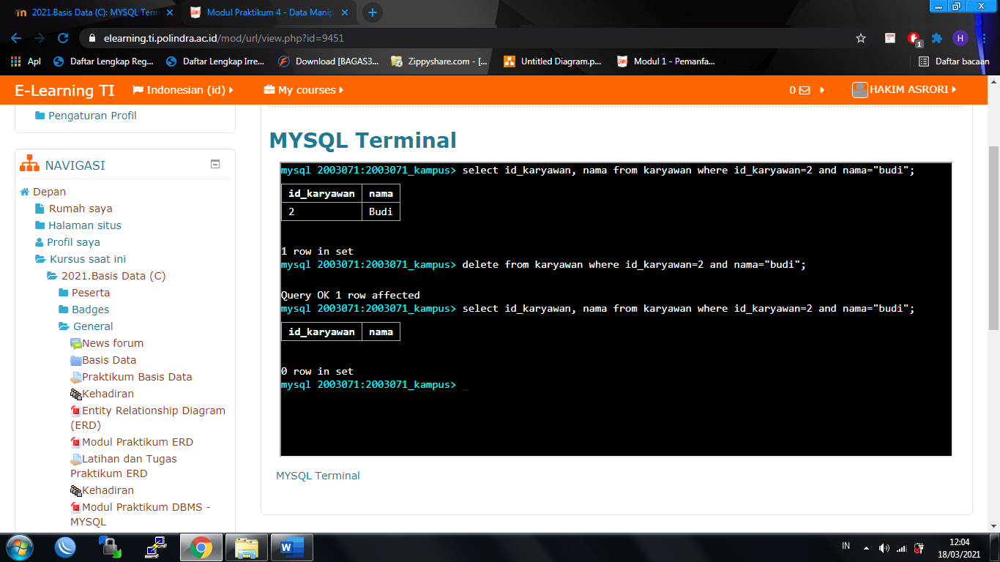 2021.Basis Data (C): MYSQL Term
Modul Praktikum 4 - Data Manip
elearning.ti.polindra.ac.id/mod/url/view.php?id=9451
H
1
Apl
Daftar Lengkap Reg...
Daftar Lengkap Irre...
Download [BAGAS3...
Zippyshare.com - [...
Untitled Diagram.p...
Modul 1 - Pemanfa...
Daftar bacaan
E-Learning TI
Indonesian (id)
My courses
0
HAKIM ASRORI
Pengaturan Profil
NAVIGASI
Depan
Rumah saya
Halaman situs
Profil saya
Kursus saat ini
2021.Basis Data (C)
Peserta
Badges
General
News forum
Basis Data
Praktikum Basis Data
Kehadiran
Entity Relationship Diagram
(ERD)
Modul Praktikum ERD
Latihan dan Tugas
Praktikum ERD
Kehadiran
Modul Praktikum DBMS -
MYSQL
MYSQL Terminal
mysql 2003071:2003071_kampus> select id_karyawan, nama from karyawan where id_karyawan=2 and nama="budi";
id_karyawan nama
2 Budi
1 row in set
mysql 2003071:2003071_kampus> delete from karyawan where id_karyawan=2 and nama="budi";
Query OK 1 row affected
mysql 2003071:2003071_kampus> select id_karyawan, nama from karyawan where id_karyawan=2 and nama="budi";
id_karyawan nama
0 row in set
mysql 2003071:2003071_kampus> _
MYSQL Terminal
IN
12:04
18/03/2021